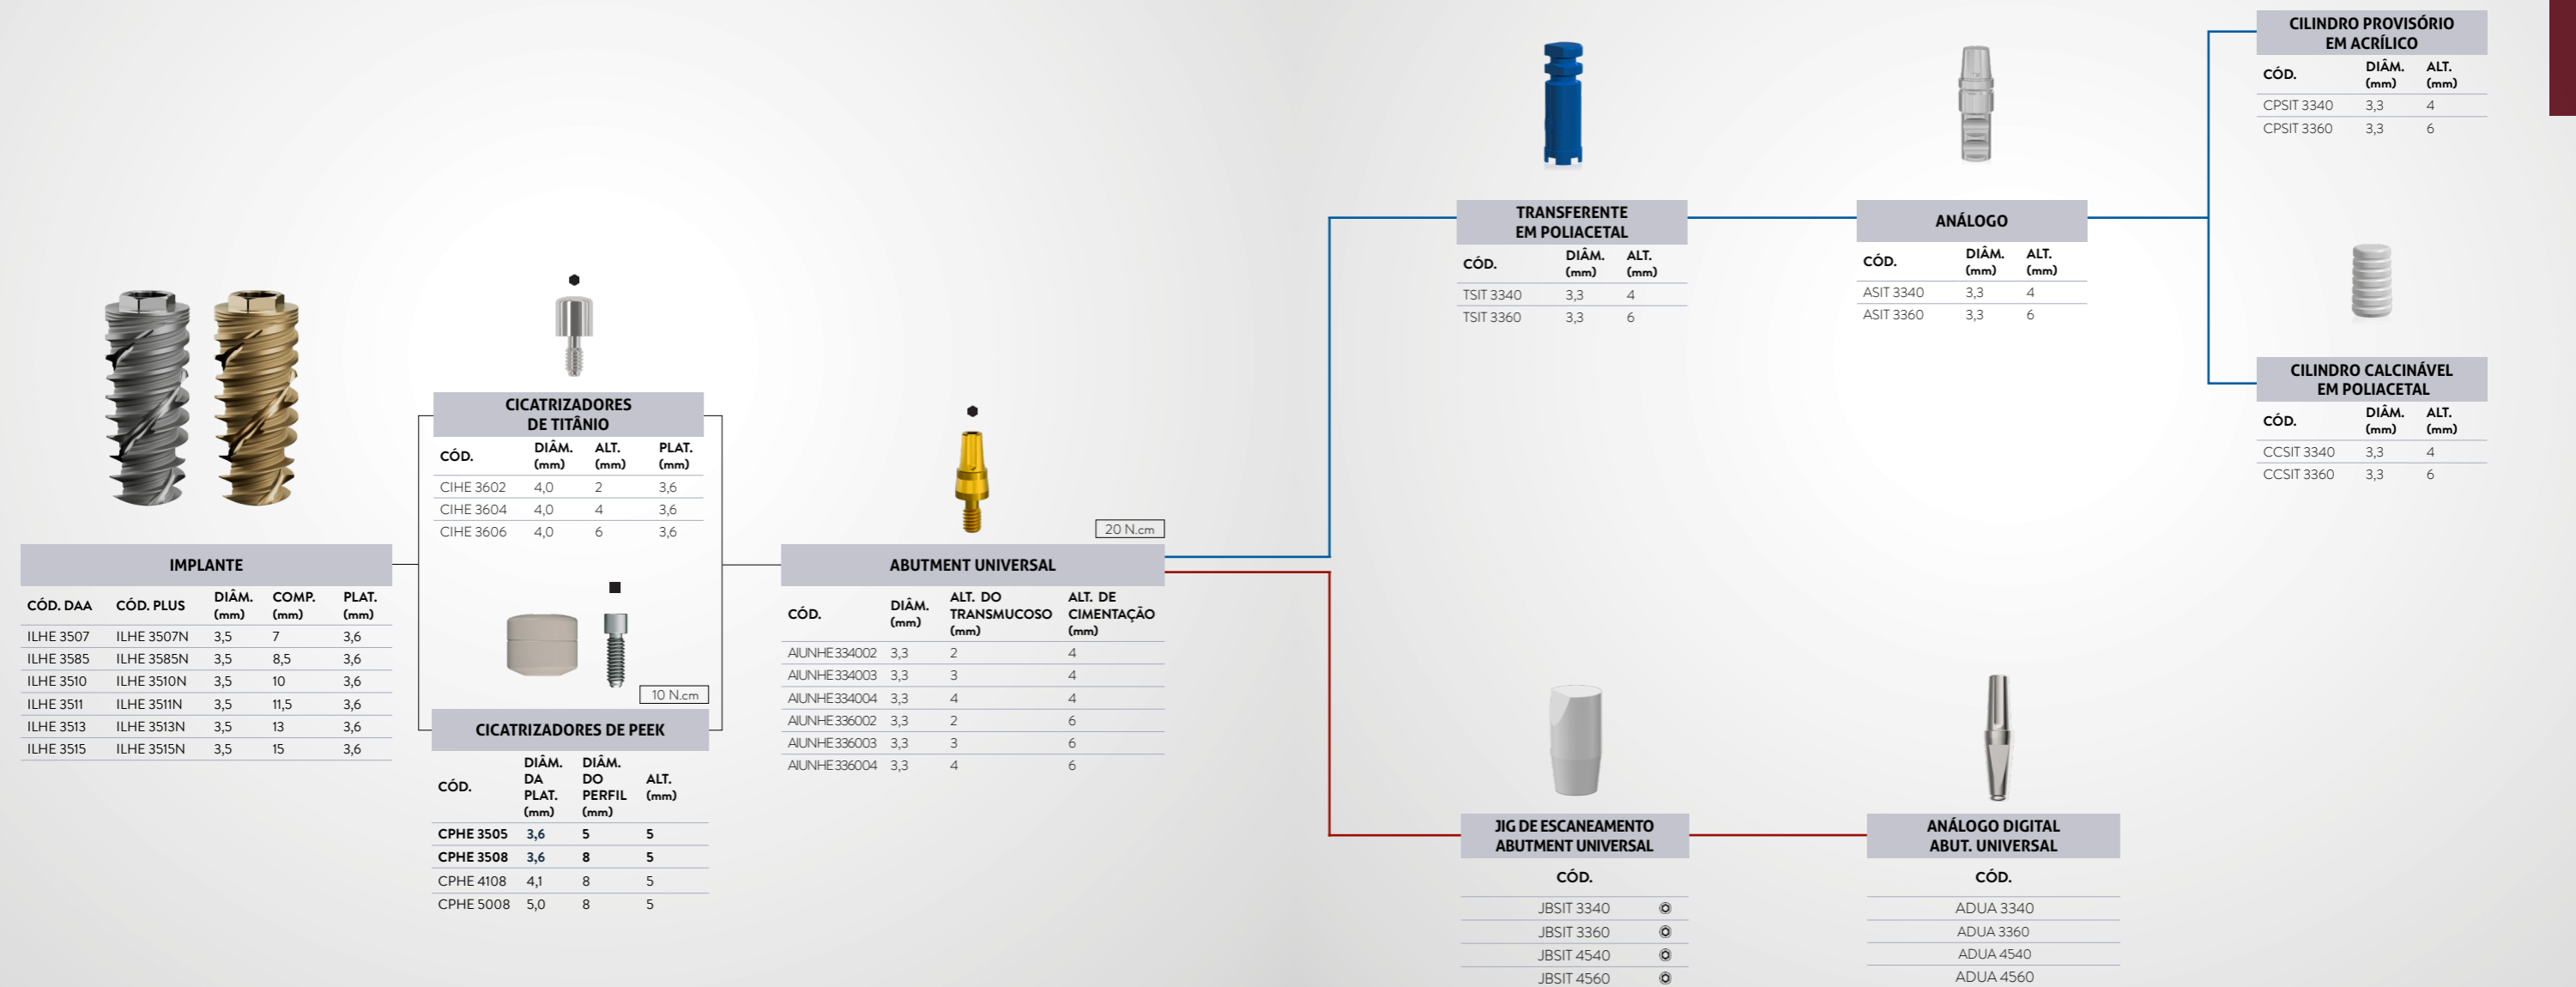 IMPLANTE
CÓD. DAA CÓD. PLUS DIÂM. (mm) COMP. (mm) PLAT. (mm)
ILHE 3507 ILHE 3507N 3,5 7 3,6
ILHE 3585 ILHE 3585N 3,5 8,5 3,6
ILHE 3510 ILHE 3510N 3,5 10 3,6
ILHE 3511 ILHE 3511N 3,5 11,5 3,6
ILHE 3513 ILHE 3513N 3,5 13 3,6
ILHE 3515 ILHE 3515N 3,5 15 3,6
CICATRIZADORES
DE TITÂNIO
CÓD. DIÂM. (mm) ALT. (mm) PLAT. (mm)
CIHE 3602 4,0 2 3,6
CIHE 3604 4,0 4 3,6
CIHE 3606 4,0 6 3,6
10 N.cm
CICATRIZADORES DE PEEK
CÓD. DIÂM. DA PLAT. (mm) DIÂM. DO PERFIL (mm) ALT. (mm)
CPHE 3505 3,6 5 5
CPHE 3508 3,6 8 5
CPHE 4108 4,1 8 5
CPHE 5008 5,0 8 5
20 N.cm
ABUTMENT UNIVERSAL
CÓD. DIÂM. (mm) ALT. DO TRANSMUCOSO (mm) ALT. DE CIMENTAÇÃO (mm)
AIUNHE334002 3,3 2 4
AIUNHE334003 3,3 3 4
AIUNHE334004 3,3 4 4
AIUNHE336002 3,3 2 6
AIUNHE336003 3,3 3 6
AIUNHE336004 3,3 4 6
TRANSFERENTE
EM POLIACETAL
CÓD. DIÂM. (mm) ALT. (mm)
TSIT 3340 3,3 4
TSIT 3360 3,3 6
ANÁLOGO
CÓD. DIÂM. (mm) ALT. (mm)
ASIT 3340 3,3 4
ASIT 3360 3,3 6
CILINDRO PROVISÓRIO
EM ACRÍLICO
CÓD. DIÂM. (mm) ALT. (mm)
CPSIT 3340 3,3 4
CPSIT 3360 3,3 6
CILINDRO CALCINÁVEL
EM POLIACETAL
CÓD. DIÂM. (mm) ALT. (mm)
CCSIT 3340 3,3 4
CCSIT 3360 3,3 6
JIG DE ESCANEAMENTO
ABUTMENT UNIVERSAL
CÓD.
JBSIT 3340
JBSIT 3360
JBSIT 4540
JBSIT 4560
ANÁLOGO DIGITAL
ABUT. UNIVERSAL
CÓD.
ADUA 3340
ADUA 3360
ADUA 4540
ADUA 4560